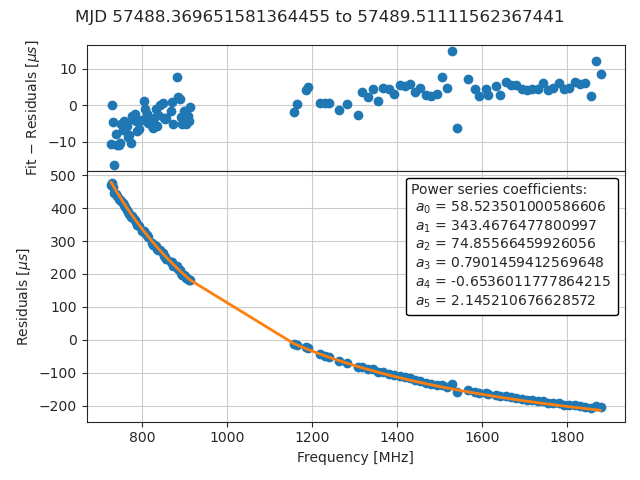 MJD 57488.369651581364455 to 57489.51111562367441
Fit − Residuals [μs]
10
0
−10
Residuals [μs]
500
400
300
200
100
0
−100
−200
Power series coefficients:
a0 = 58.523501000586606
a1 = 343.4676477800997
a2 = 74.85566459926056
a3 = 0.7901459412569648
a4 = -0.6536011777864215
a5 = 2.145210676628572
800 1000 1200 1400 1600 1800
Frequency [MHz]